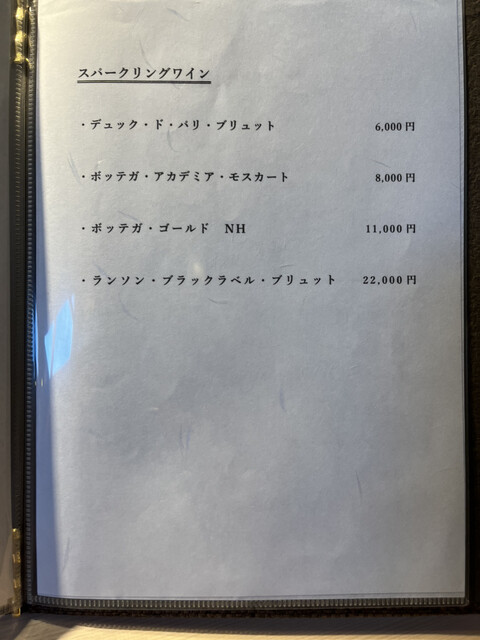 スパークリングワイン
・デュック・ド・パリ・ブリュット 6,000円
・ボッテガ・アカデミア・モスカート 8,000円
・ボッテガ・ゴールド NH 11,000円
・ランソン・ブラックラベル・ブリュット 22,000円